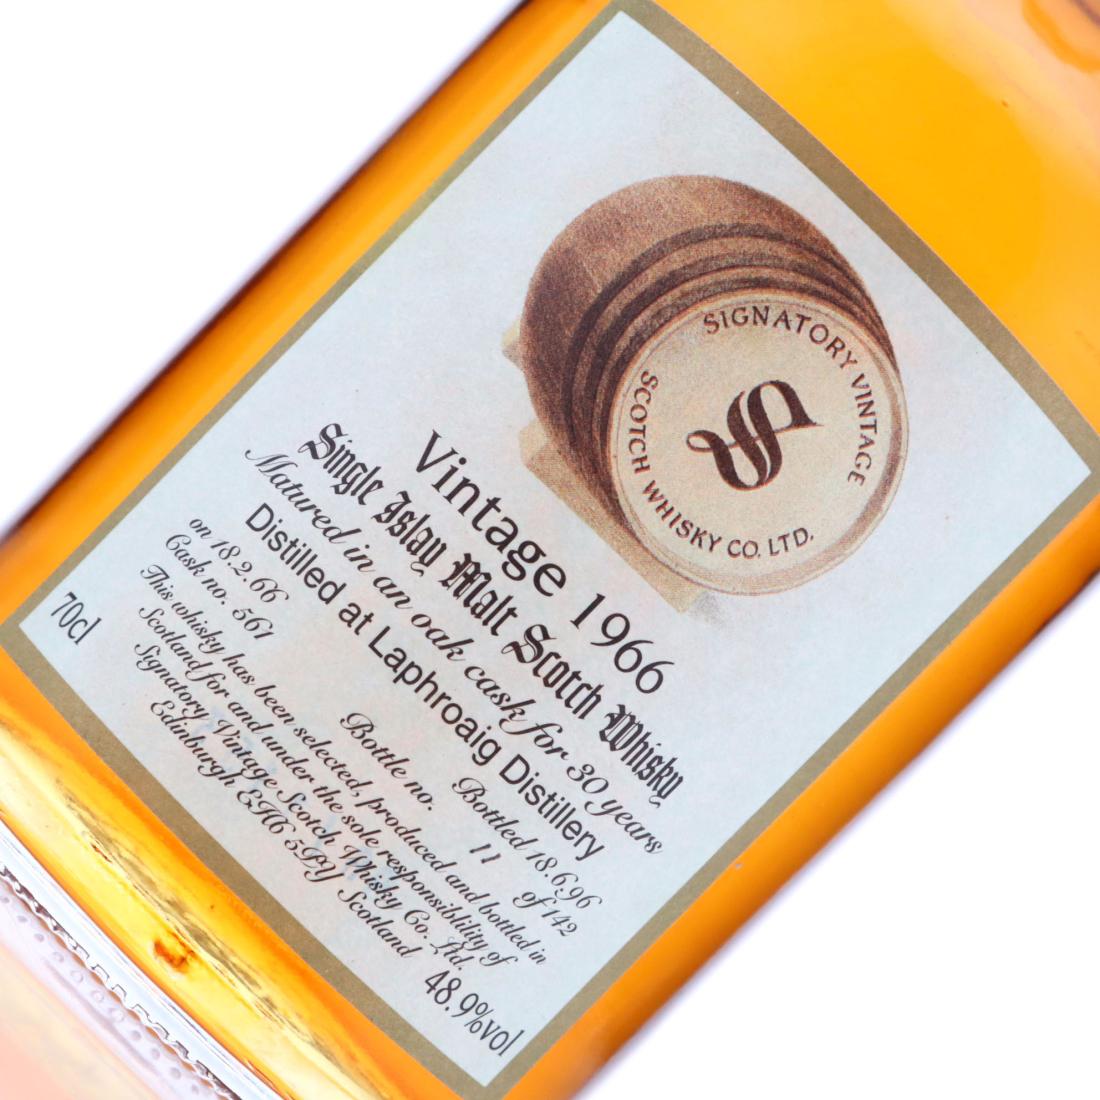 SIGNATORY VINTAGE
SCOTCH WHISKY CO. LTD.
S
Vintage 1966
Single Islay Malt Scotch Whisky
Matured in an oak cask for 30 years
Distilled at Laphroaig Distillery
on 18.2.66 Bottled 18.6.96
Cask no. 561 Bottle no. 11 of 142
This whisky has been selected, produced and bottled in
Scotland for and under the sole responsiblility of
Signatory Vintage Scotch Whisky Co. Ltd.
Edinburgh EH6 5PY Scotland
70cl 48.9%vol